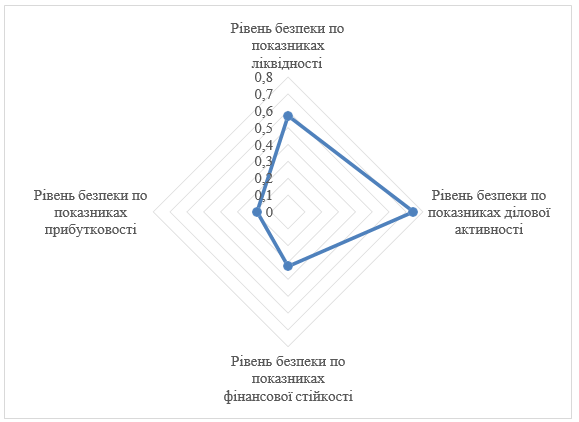 Рівень безпеки по
показниках
ліквідності
0,8
0,7
0,6
0,5
0,4
0,3
0,2
0,1
0
Рівень безпеки по
показниках ділової
активності
Рівень безпеки по
показниках
прибутковості
Рівень безпеки по
показниках
фінансової стійкості